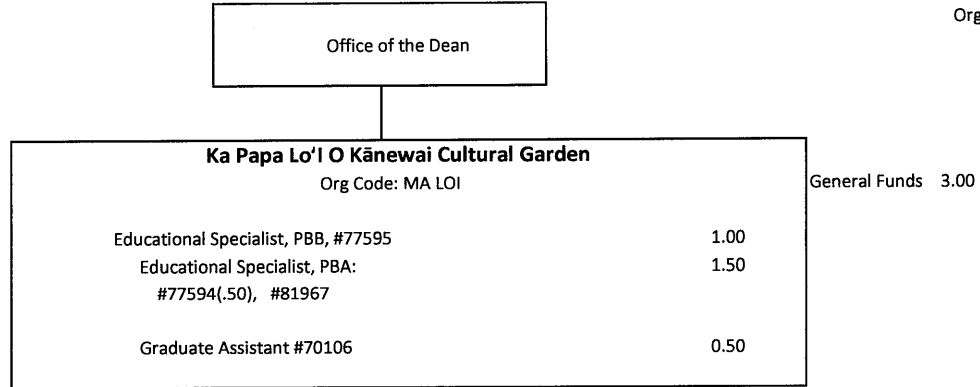 Org
Office of the Dean
Ka Papa Lo'I O Kānewai Cultural Garden
Org Code: MA LOI
General Funds 3.00
Educational Specialist, PBB, #77595 1.00
Educational Specialist, PBA: 1.50
#77594(.50), #81967
Graduate Assistant #70106 0.50